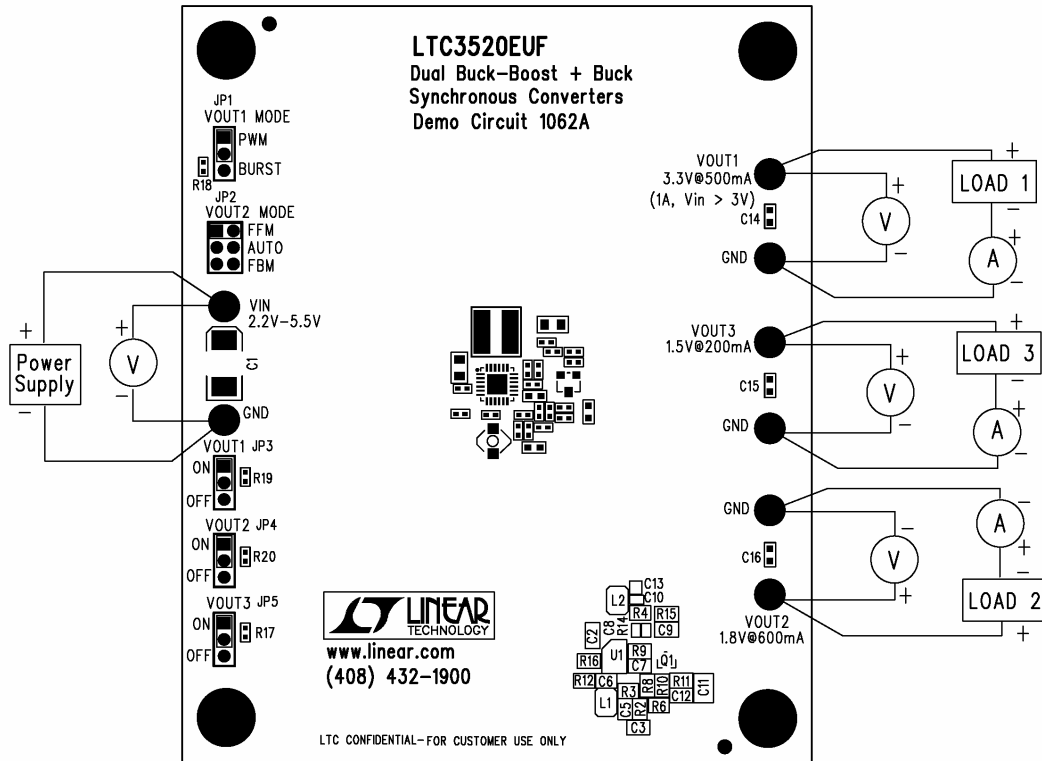 LTC3520EUF
Dual Buck-Boost + Buck
Synchronous Converters
Demo Circuit 1062A
JP1
VOUT1 MODE
PWM
BURST
R18
JP2
VOUT2 MODE
FFM
AUTO
FBM
VIN
2.2V-5.5V
+
Power
Supply
-
+
V
-
C1
GND
VOUT1 JP3
ON
R19
OFF
VOUT2 JP4
ON
R20
OFF
VOUT3 JP5
ON
R17
OFF
LT LINEAR
TECHNOLOGY
www.linear.com
(408) 432-1900
LTC CONFIDENTIAL-FOR CUSTOMER USE ONLY
VOUT1
3.3V@500mA
(1A, Vin > 3V)
C14
GND
+
V
-
+
LOAD 1
-
+
A
-
VOUT3
1.5V@200mA
C15
GND
+
V
-
+
LOAD 3
-
+
A
-
GND
C16
VOUT2
1.8V@600mA
-
V
+
-
A
+
-
LOAD 2
+
C13
L2 C10
R4 R15
C2 C8 R14 C9
U1 R9
R16 C7 Q1
R12 C6 R3 R8 R10 R11 C11
C12
L1 C5 R2 R6
C3